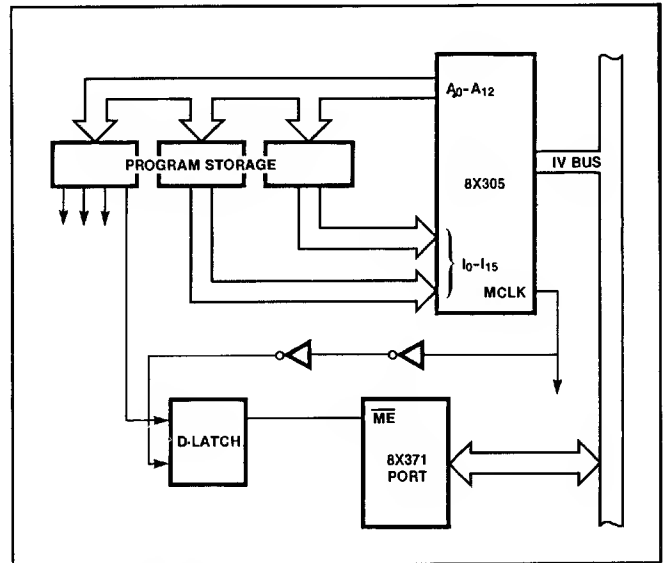 A0-A12
PROGRAM STORAGE
IV BUS
8X305
I0-I15
MCLK
D-LATCH
ME
8X371
PORT